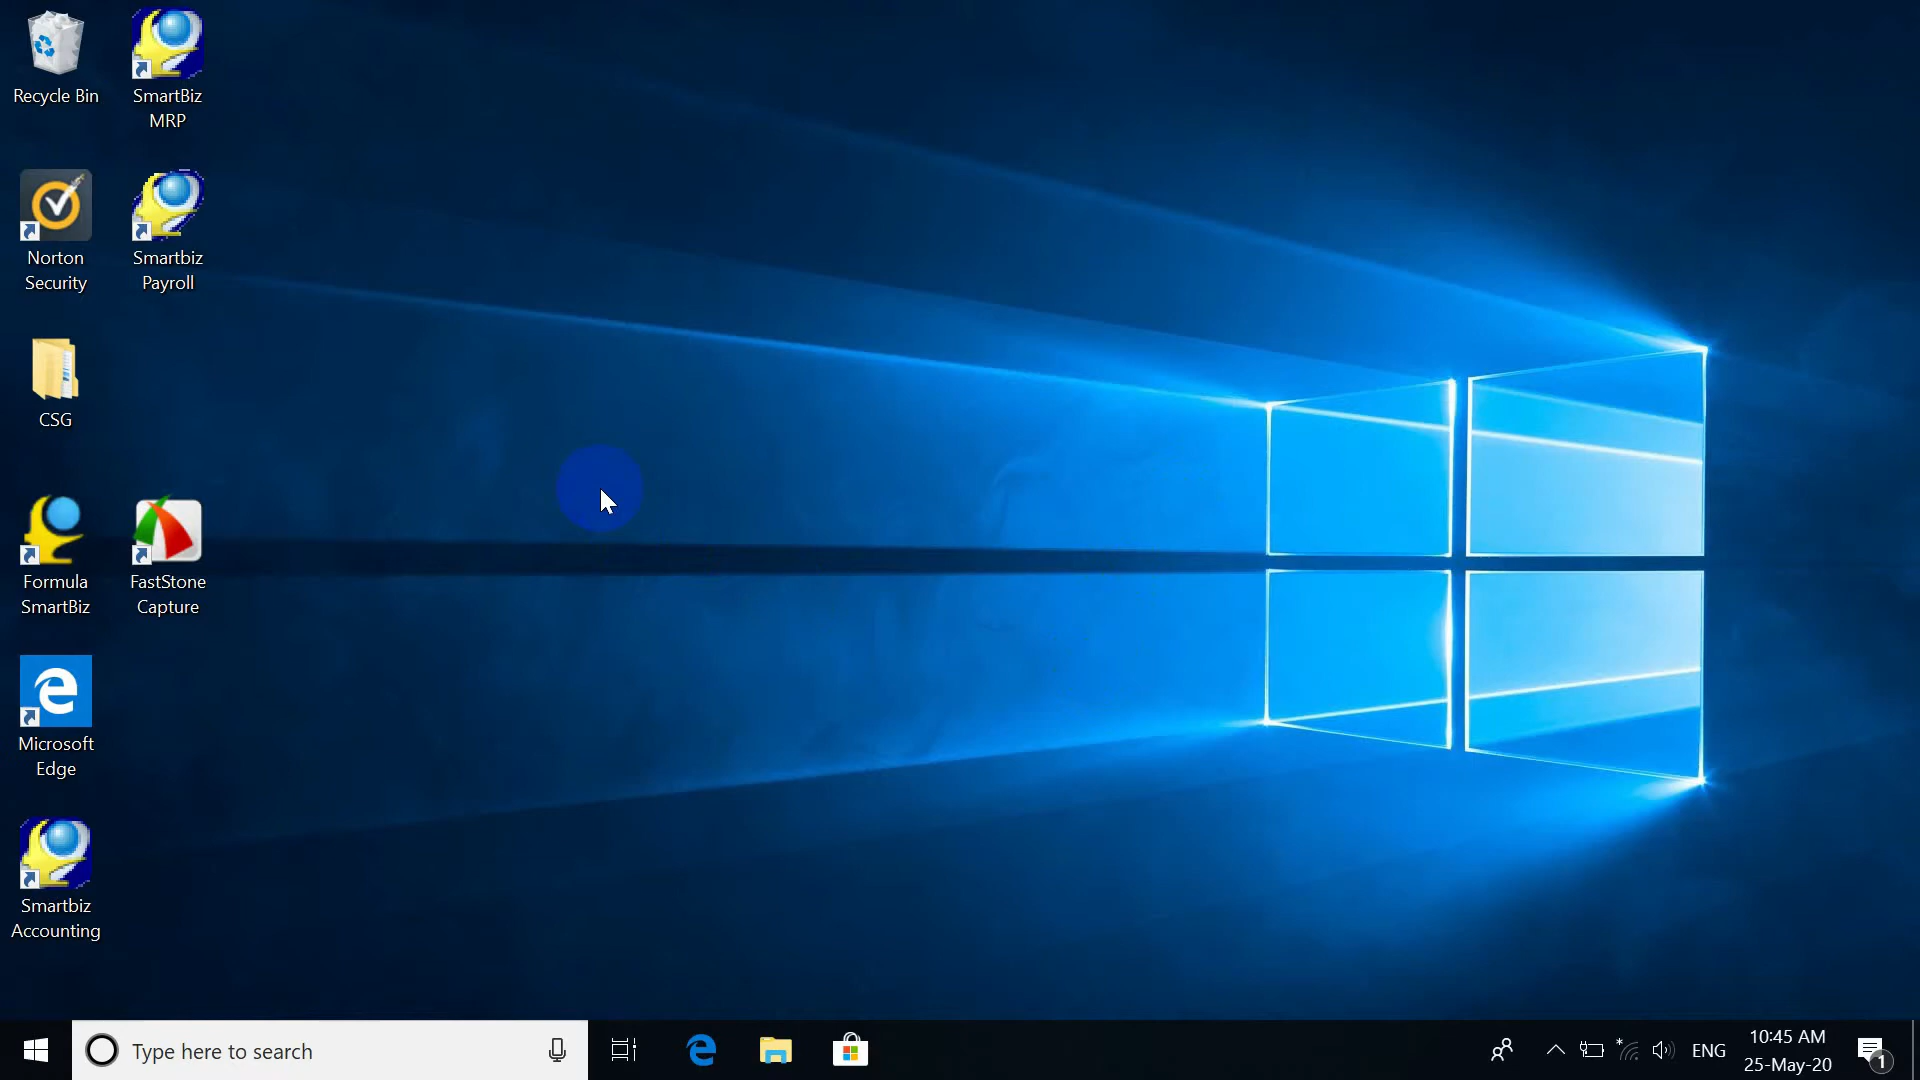 Recycle Bin
SmartBiz
MRP
Norton
Security
Smartbiz
Payroll
CSG
Formula
SmartBiz
FastStone
Capture
Microsoft
Edge
Smartbiz
Accounting
Type here to search
ENG
10:45 AM
25-May-20
1